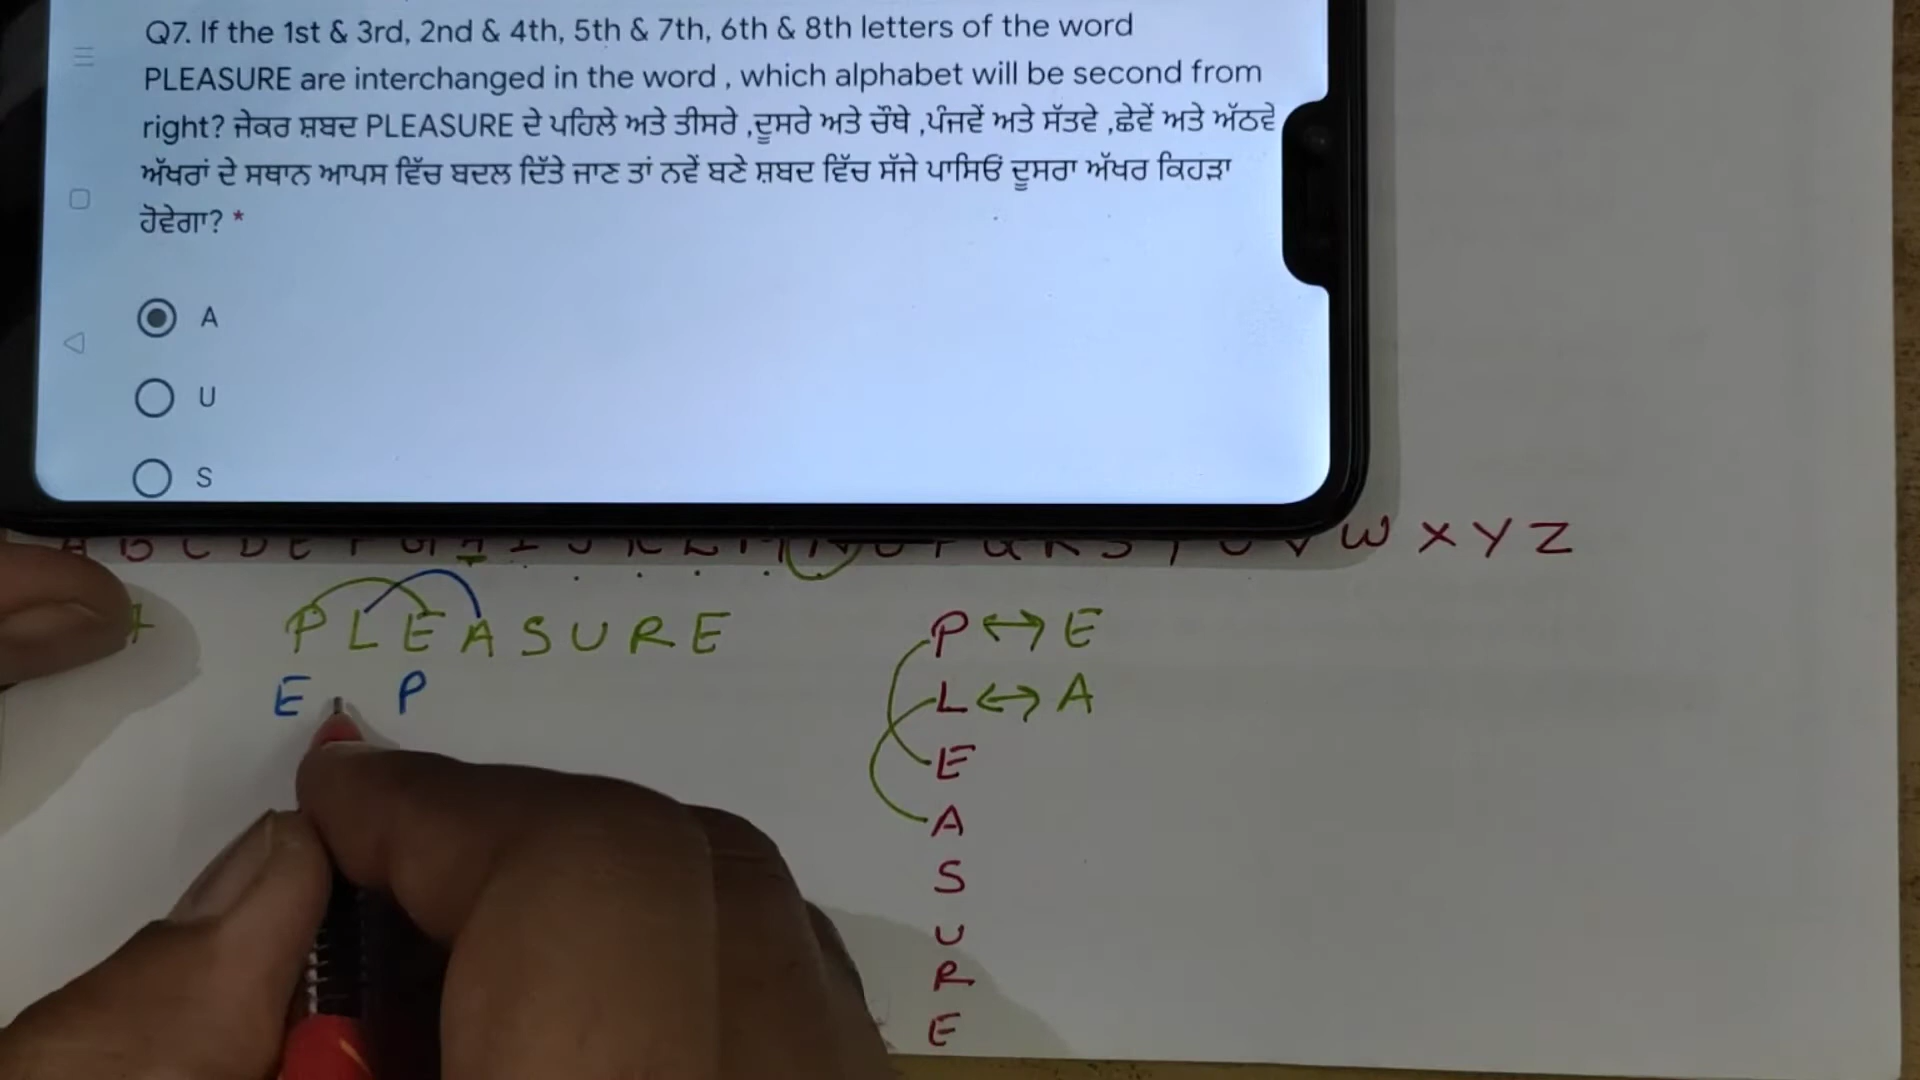 Q7. If the 1st & 3rd, 2nd & 4th, 5th & 7th, 6th & 8th letters of the word
PLEASURE are interchanged in the word , which alphabet will be second from
right? ਜੇਕਰ ਸ਼ਬਦ PLEASURE ਦੇ ਪਹਿਲੇ ਅਤੇ ਤੀਸਰੇ ,ਦੂਸਰੇ ਅਤੇ ਚੌਥੇ ,ਪੰਜਵੇਂ ਅਤੇ ਸੱਤਵੇ ,ਛੇਵੇਂ ਅਤੇ ਅੱਠਵੇ
ਅੱਖਰਾਂ ਦੇ ਸਥਾਨ ਆਪਸ ਵਿੱਚ ਬਦਲ ਦਿੱਤੇ ਜਾਣ ਤਾਂ ਨਵੇਂ ਬਣੇ ਸ਼ਬਦ ਵਿੱਚ ਸੱਜੇ ਪਾਸਿਓਂ ਦੂਸਰਾ ਅੱਖਰ ਕਿਹੜਾ
ਹੋਵੇਗਾ? *
A
U
S
A B C D E F G H I J K L M N O P Q R S T U V W X Y Z
PLEASURE
E P
P ↔ E
L ↔ A
E
A
S
U
R
E